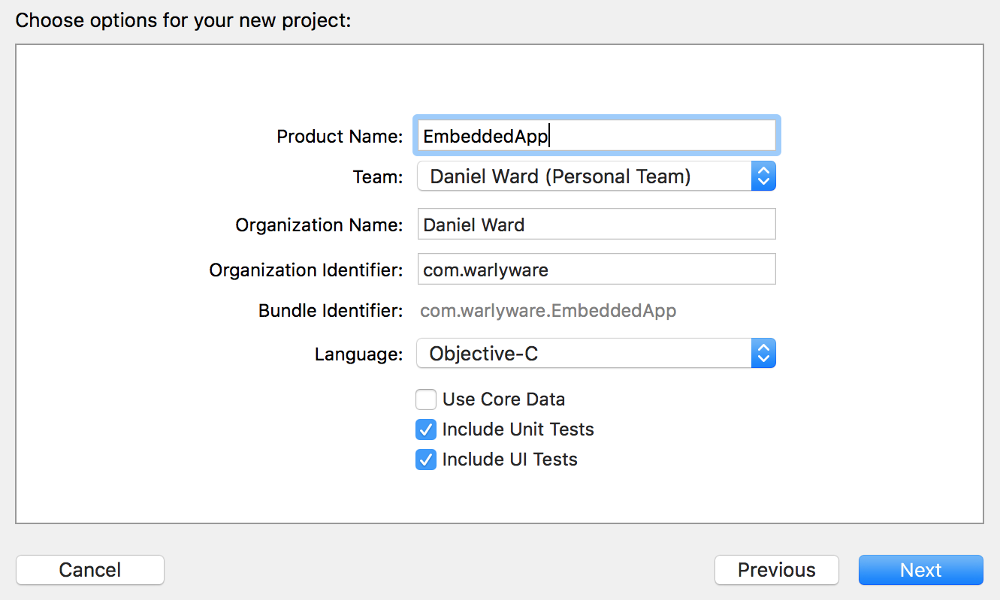 Choose options for your new project:
Product Name: EmbeddedApp
Team: Daniel Ward (Personal Team)
Organization Name: Daniel Ward
Organization Identifier: com.warlyware
Bundle Identifier: com.warlyware.EmbeddedApp
Language: Objective-C
Use Core Data
Include Unit Tests
Include UI Tests
Cancel Previous Next